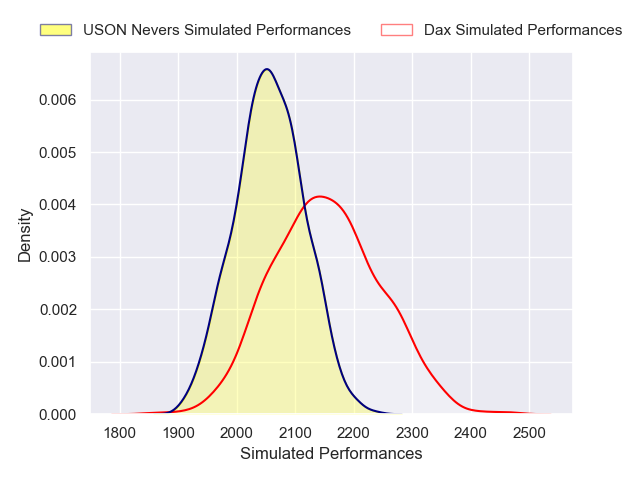 USON Nevers Simulated Performances Dax Simulated Performances
0.006
0.005
0.004
0.003
0.002
0.001
0.000
Density
1800 1900 2000 2100 2200 2300 2400 2500
Simulated Performances